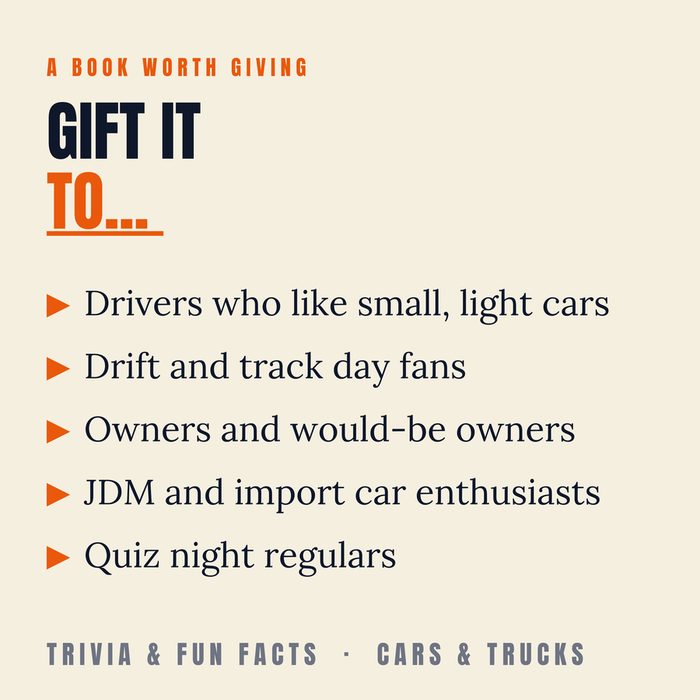 A BOOK WORTH GIVING
GIFT IT
TO...
▶ Drivers who like small, light cars
▶ Drift and track day fans
▶ Owners and would-be owners
▶ JDM and import car enthusiasts
▶ Quiz night regulars
TRIVIA & FUN FACTS · CARS & TRUCKS